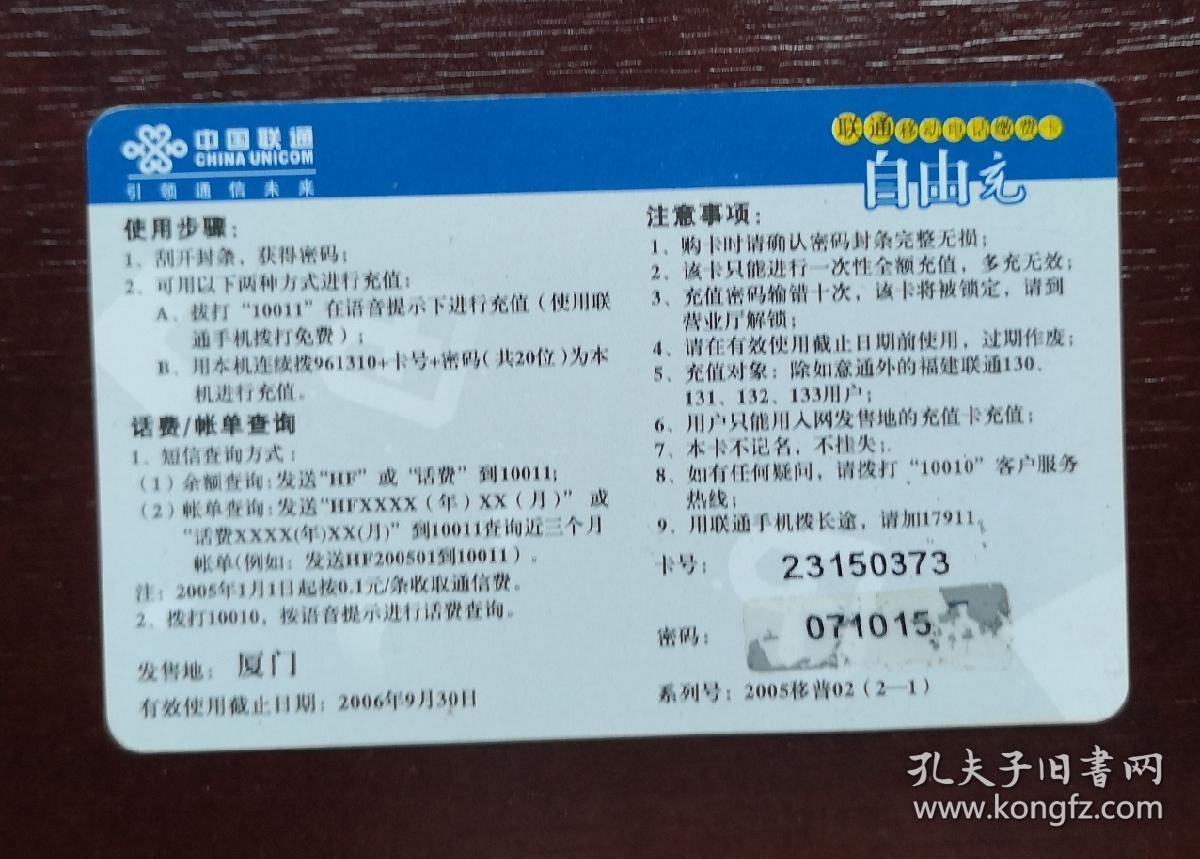 中国联通
CHINA UNICOM
引领通信未来
联通移动电话缴费卡
自由充
使用步骤:
1、刮开封条,获得密码;
2、可用以下两种方式进行充值:
A、拨打“10011”在语音提示下进行充值(使用联
通手机拨打免费);
B、用本机连续拨961310+卡号+密码(共20位)为本
机进行充值。
话费/帐单查询
1、短信查询方式:
(1)余额查询:发送“HF”或“话费”到10011;
(2)帐单查询:发送“HFXXXX(年)XX(月)”或
“话费XXXX(年)XX(月)”到10011查询近三个月
帐单(例如:发送HF200501到10011)。
注:2005年1月1日起按0.1元/条收取通信费。
2、拨打10010,按语音提示进行话费查询。
发售地:厦门
有效使用截止日期:2006年9月30日
注意事项:
1、购卡时请确认密码封条完整无损;
2、该卡只能进行一次性全额充值,多充无效;
3、充值密码输错十次,该卡将被锁定,请到
营业厅解锁;
4、请在有效使用截止日期前使用,过期作废;
5、充值对象:除如意通外的福建联通130、
131、132、133用户;
6、用户只能用入网发售地的充值卡充值;
7、本卡不记名,不挂失;
8、如有任何疑问,请拨打“10010”客户服务
热线;
9、用联通手机拨长途,请加17911。
卡号: 23150373
密码: 071015
系列号:2005移普02(2—1)
孔夫子旧書网
www.kongfz.com